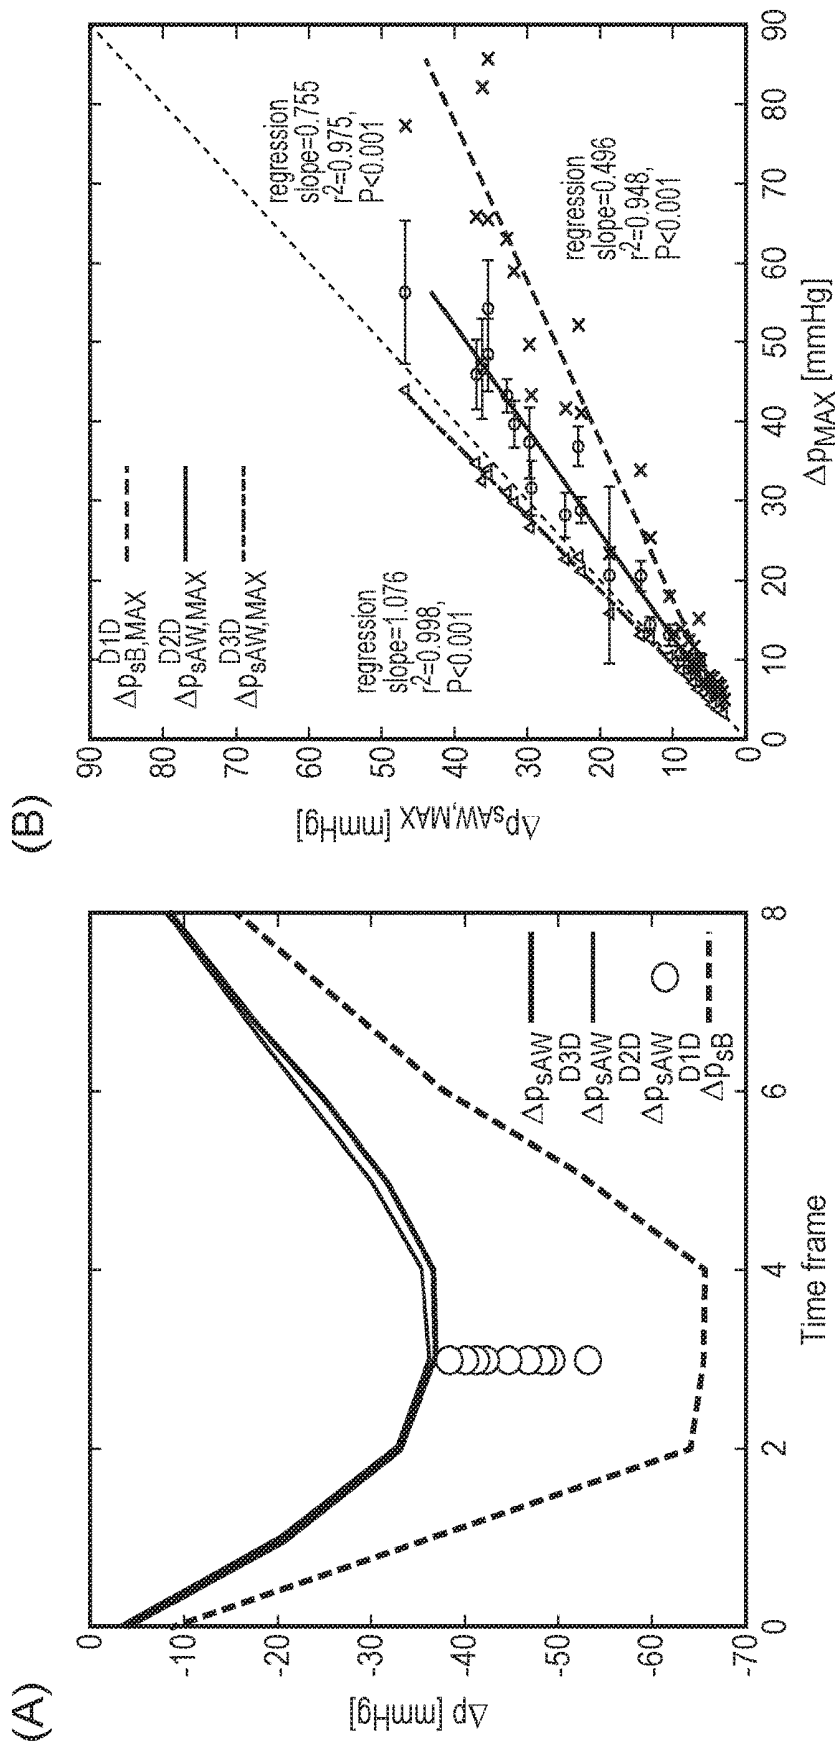 (A)
Δp [mmHg]
0
-10
-20
-30
-40
-50
-60
-70
0
2
4
6
8
Time frame
ΔpsAW
D3D
ΔpsAW
D2D
ΔpsAW
D1D
ΔpsB
(B)
ΔpsAW,MAX [mmHg]
90
80
70
60
50
40
30
20
10
0
0
10
20
30
40
50
60
70
80
90
ΔpMAX [mmHg]
D1D
ΔpsB,MAX
D2D
ΔpsAW,MAX
D3D
ΔpsAW,MAX
regression
slope=1.076
r²=0.998,
P<0.001
regression
slope=0.755
r²=0.975,
P<0.001
regression
slope=0.496
r²=0.948,
P<0.001